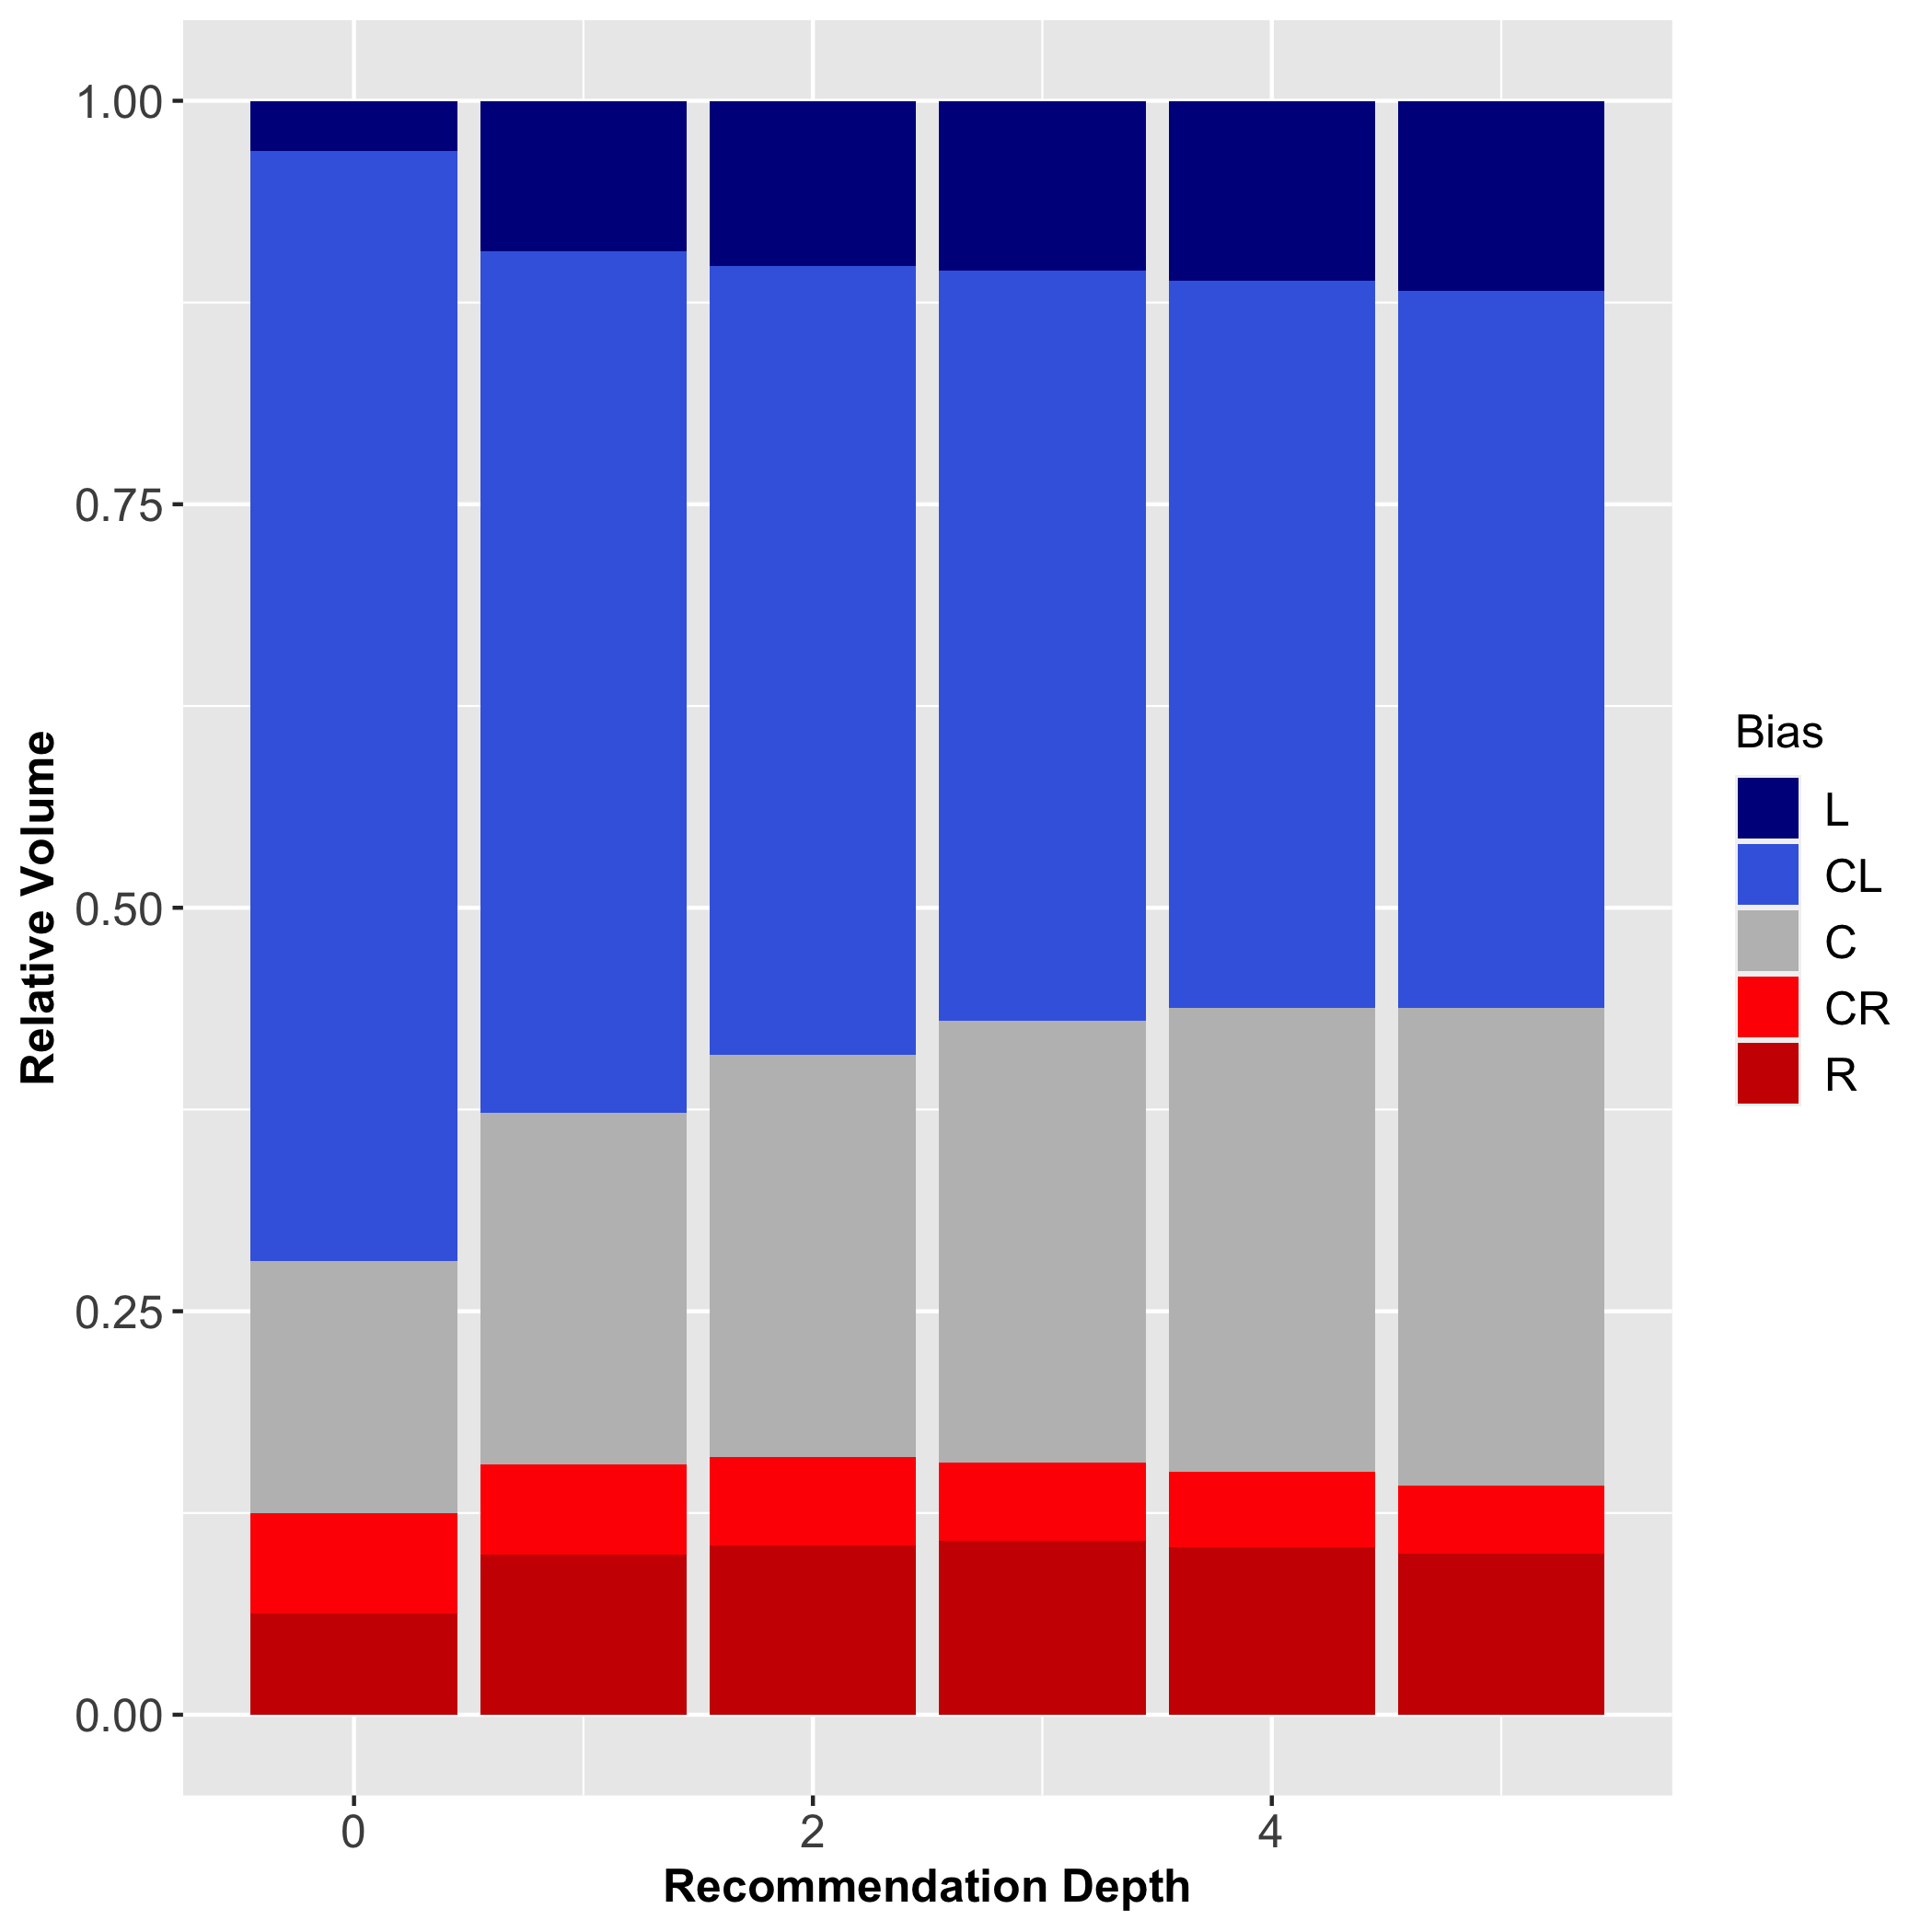 1.00
0.75
0.50
0.25
0.00
Relative Volume
0
2
4
Recommendation Depth
Bias
L
CL
C
CR
R